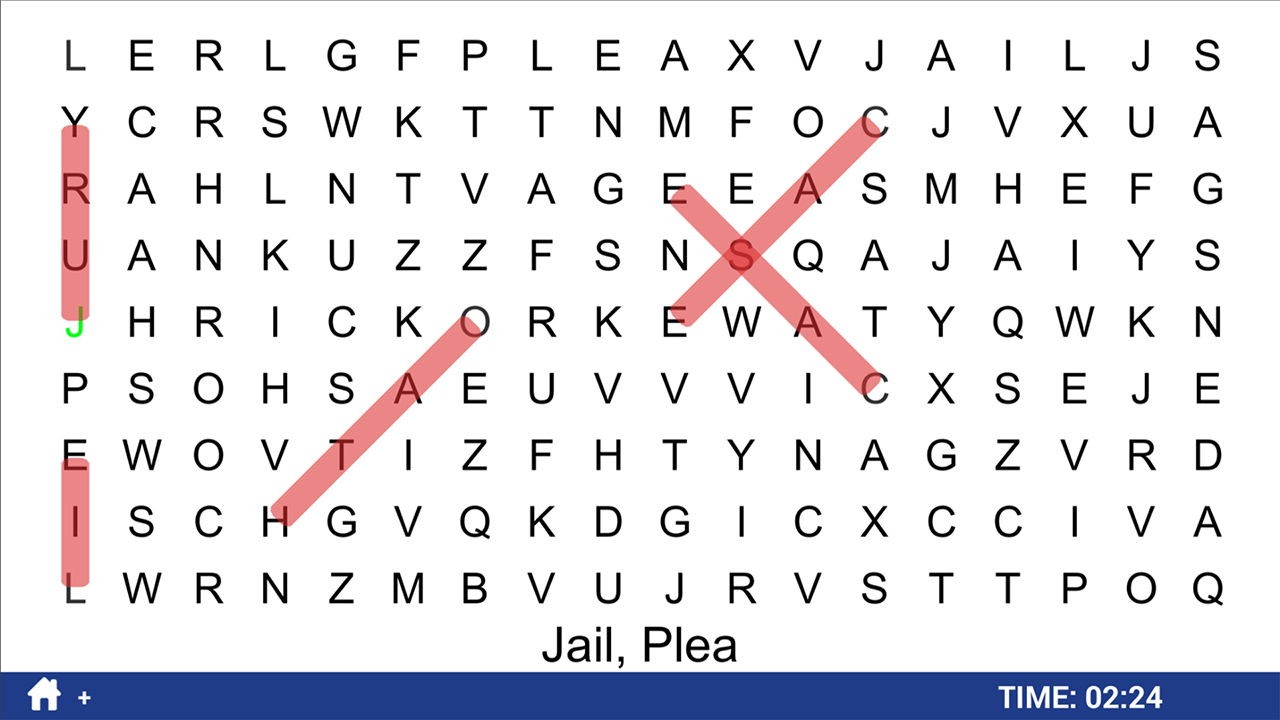 L E R L G F P L E A X V J A I L J S
Y C R S W K T T N M F O C J V X U A
R A H L N T V A G E E A S M H E F G
U A N K U Z Z F S N S Q A J A I Y S
J H R I C K O R K E W A T Y Q W K N
P S O H S A E U V V V I C X S E J E
E W O V T I Z F H T Y N A G Z V R D
I S C H G V Q K D G I C X C C I V A
L W R N Z M B V U J R V S T T P O Q
Jail, Plea
+ TIME: 02:24